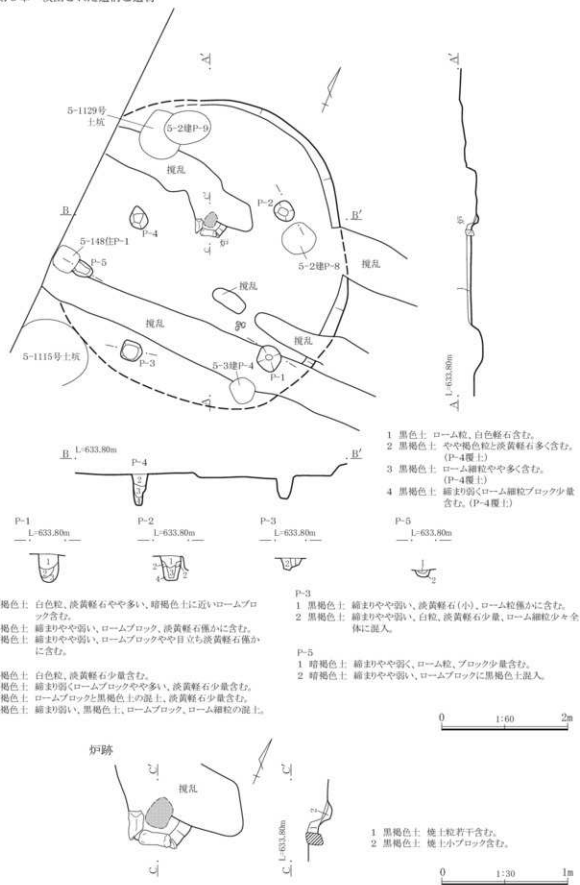 A'
5-1129号
土坑
5-2建P-9
撹乱
C'
P-2
B
B'
P-4
炉
C
5-148住P-1
P-5
5-2建P-8
撹乱
撹乱
撹乱
撹乱
P-3
5-1115号土坑
5-3建P-4
P-1
A
A'
炉
1
L=633.80m
A
1 黒色土 ローム粒、白色軽石含む。
2 黒褐色土 やや褐色粒と淡黄軽石多く含む。
(P-4覆土)
3 黒褐色土 ローム細粒やや多く含む。
(P-4覆土)
4 黒褐色土 締まり弱くローム細粒ブロック少量
含む。(P-4覆土)
B L=633.80m B'
P-4
2
3
4
P-1
L=633.80m
P-2
L=633.80m
P-3
L=633.80m
P-5
L=633.80m
褐色土 白色粒、淡黄軽石やや多い、暗褐色土に近いロームブロ
ック含む。
褐色土 締まりやや弱い、ロームブロック、淡黄軽石僅かに含む。
褐色土 締まりやや弱い、ロームブロックやや目立ち淡黄軽石僅か
に含む。
褐色土 白色粒、淡黄軽石少量含む。
褐色土 締まり弱くロームブロックやや多い、淡黄軽石少量含む。
褐色土 ロームブロックと黒褐色土の混土、淡黄軽石少量含む。
褐色土 締まり弱い、黒褐色土、ロームブロック、ローム細粒の混土。
P-3
1 黒褐色土 締まりやや弱い、淡黄軽石(小)、ローム粒僅かに含む。
2 黒褐色土 締まりやや弱い、白粒、淡黄軽石少量、ローム細粒少々全
体に混入。
P-5
1 暗褐色土 締まりやや弱く、ローム粒、ブロック少量含む。
2 暗褐色土 締まりやや弱い、ロームブロックに黒褐色土混入。
0 1:60 2m
炉跡
C'
撹乱
C
C'
2
L=633.80m
C
1 黒褐色土 焼土粒若干含む。
2 黒褐色土 焼土小ブロック含む。
0 1:30 1m